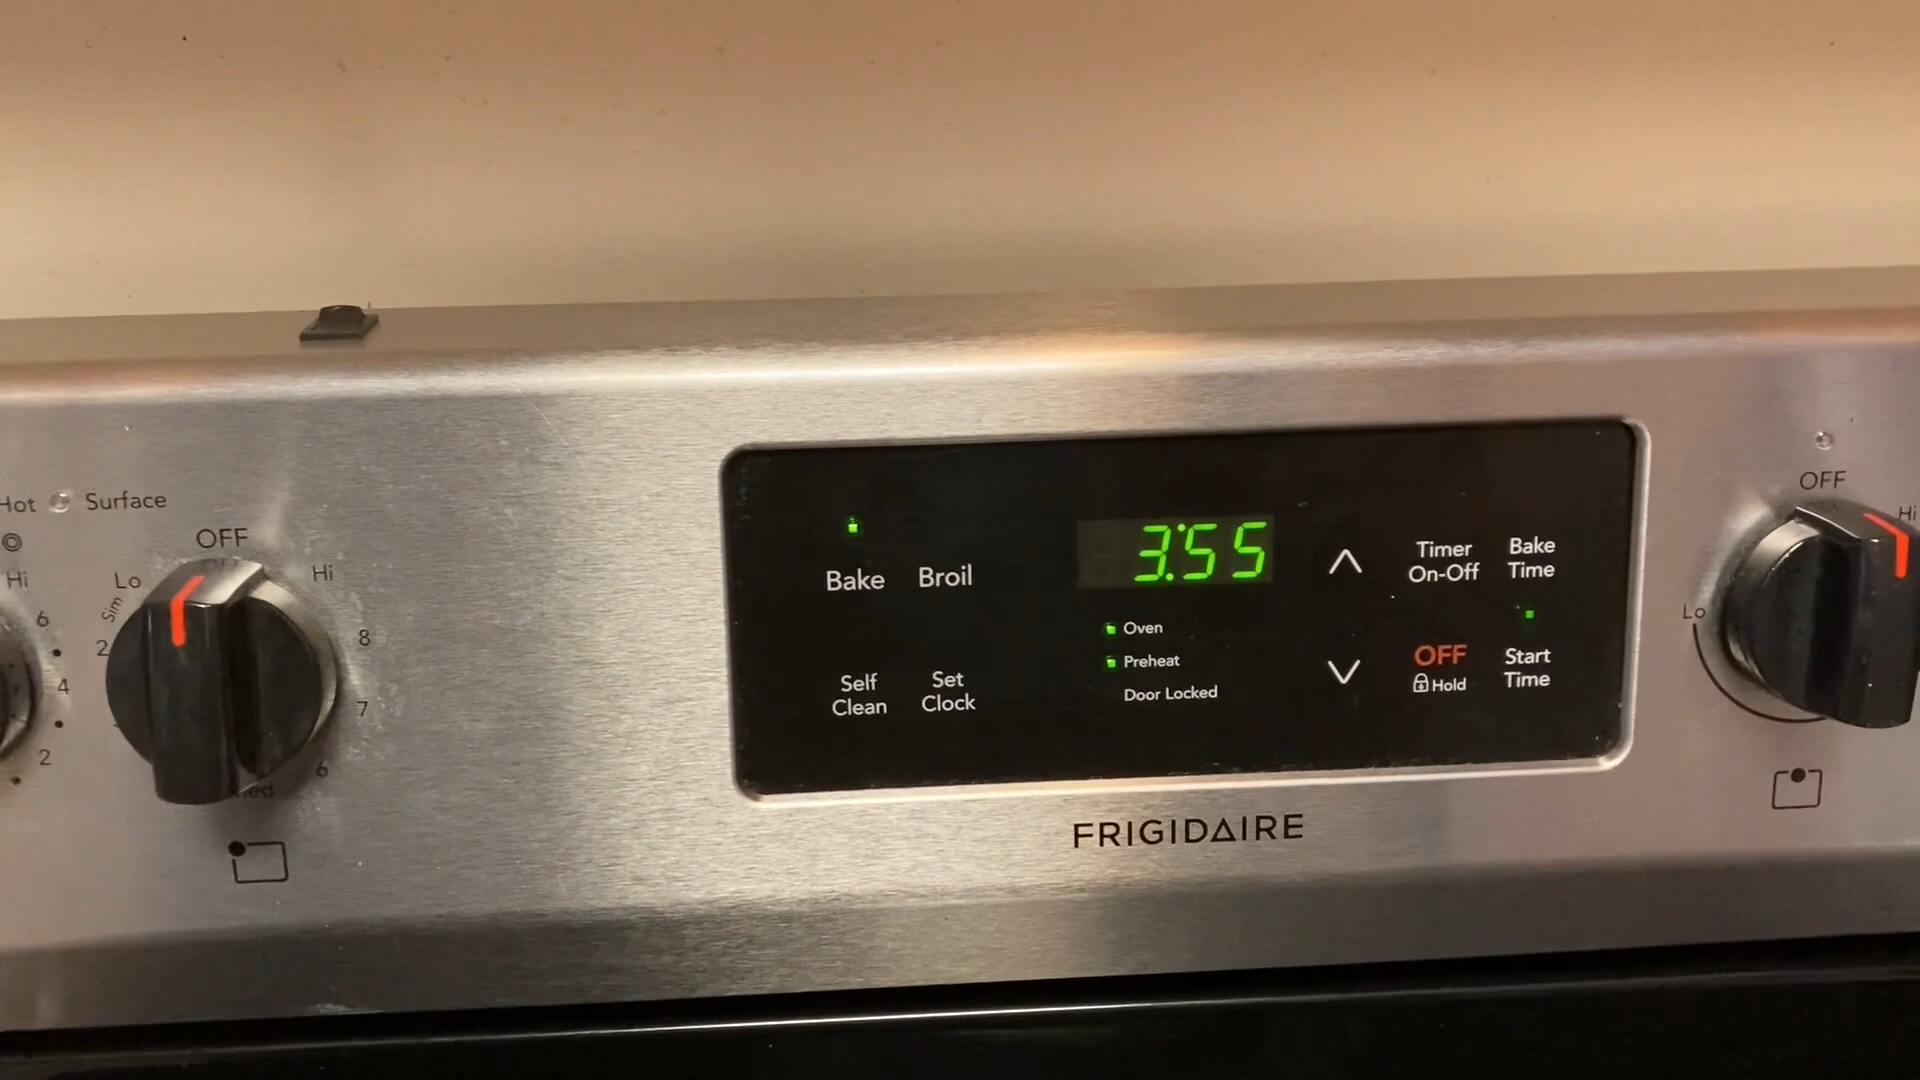 Hot Surface
Hi
6
4
2
OFF
Lo
Sim
2
Hi
8
7
6
Bake
Broil
Self
Clean
Set
Clock
3:55
Oven
Preheat
Door Locked
Timer
On-Off
Bake
Time
OFF
Hold
Start
Time
FRIGIDAIRE
OFF
Hi
Lo